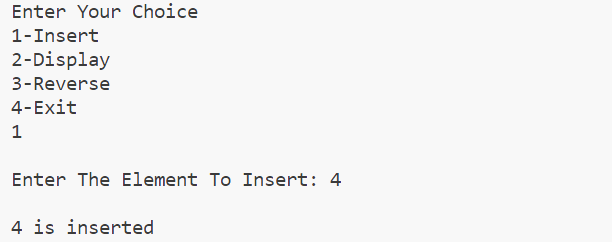 Enter Your Choice
1-Insert
2-Display
3-Reverse
4-Exit
1
Enter The Element To Insert: 4
4 is inserted